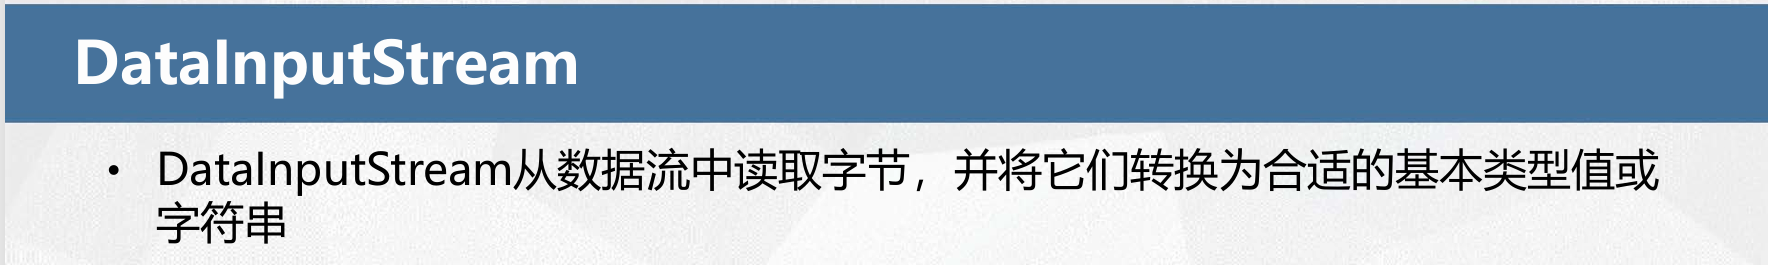 DataInputStream
• DataInputStream从数据流中读取字节，并将它们转换为合适的基本类型值或
字符串